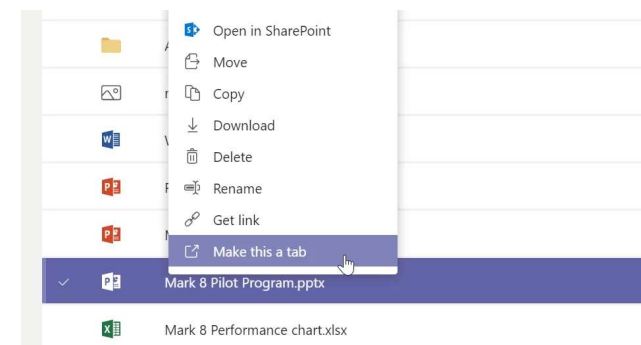 Open in SharePoint
Move
Copy
Download
Delete
Rename
Get link
Make this a tab
Mark 8 Pilot Program.pptx
Mark 8 Performance chart.xlsx